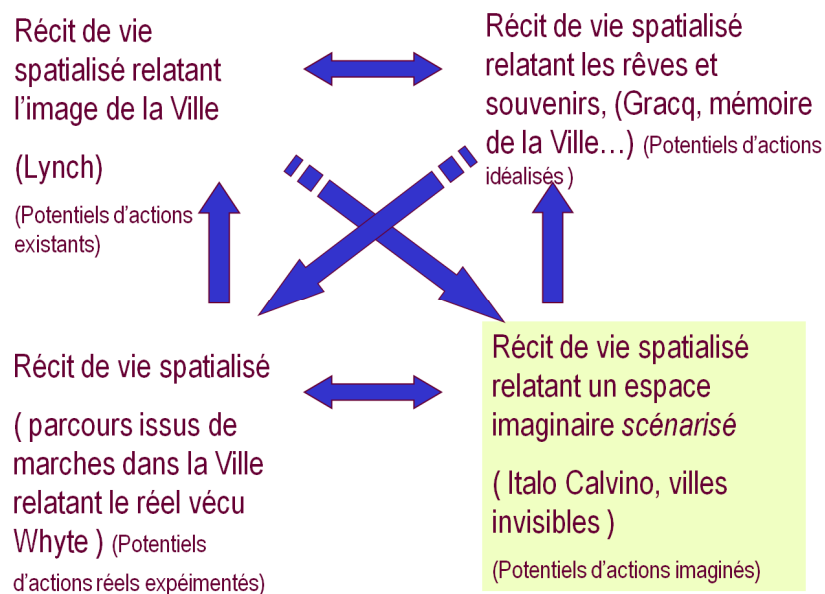 Récit de vie
spatialisé relatant
l'image de la Ville
(Lynch)
(Potentiels d'actions
existants)
Récit de vie spatialisé
relatant les rêves et
souvenirs, (Gracq, mémoire
de la Ville…) (Potentiels d'actions
idéalisés )
Récit de vie spatialisé
( parcours issus de
marches dans la Ville
relatant le réel vécu
Whyte ) (Potentiels
d'actions réels expéimentés)
Récit de vie spatialisé
relatant un espace
imaginaire scénarisé
( Italo Calvino, villes
invisibles )
(Potentiels d'actions imaginés)